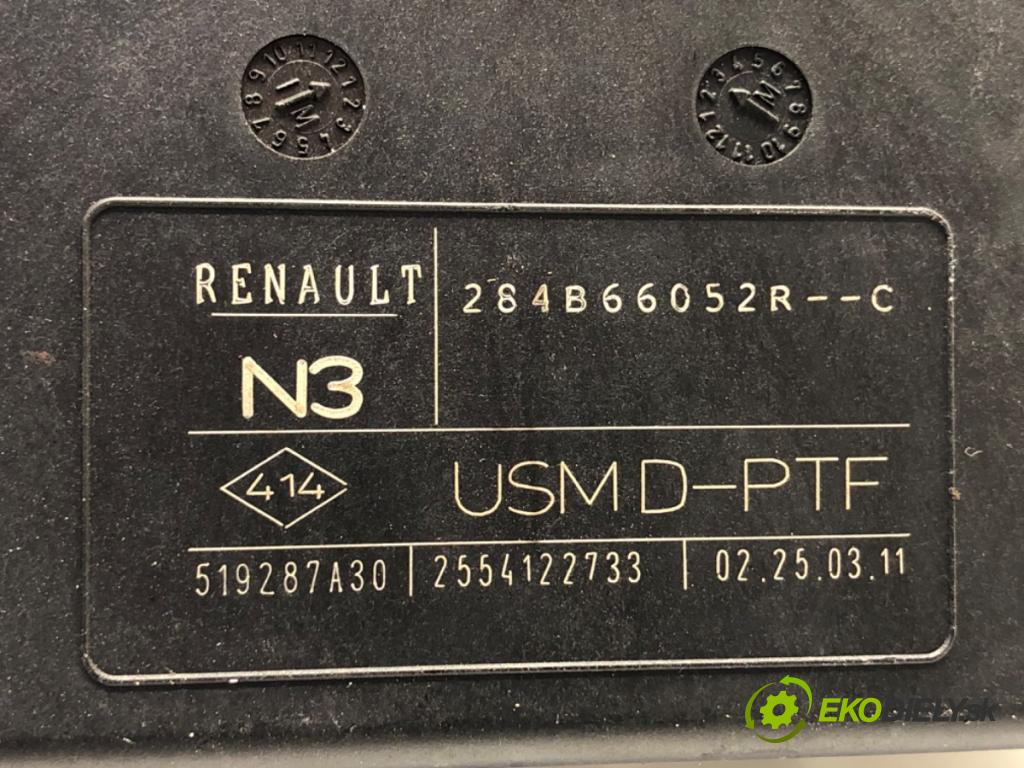 RENAULT
284B66052R--C
N3
414
USM D-PTF
519287A30
2554122733
02.25.03.11
EKODIELY.sk